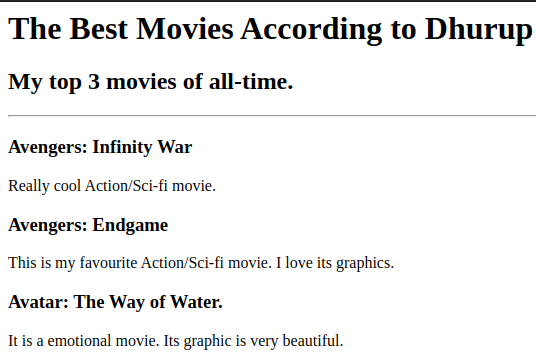 The Best Movies According to Dhurup
My top 3 movies of all-time.
Avengers: Infinity War
Really cool Action/Sci-fi movie.
Avengers: Endgame
This is my favourite Action/Sci-fi movie. I love its graphics.
Avatar: The Way of Water.
It is a emotional movie. Its graphic is very beautiful.